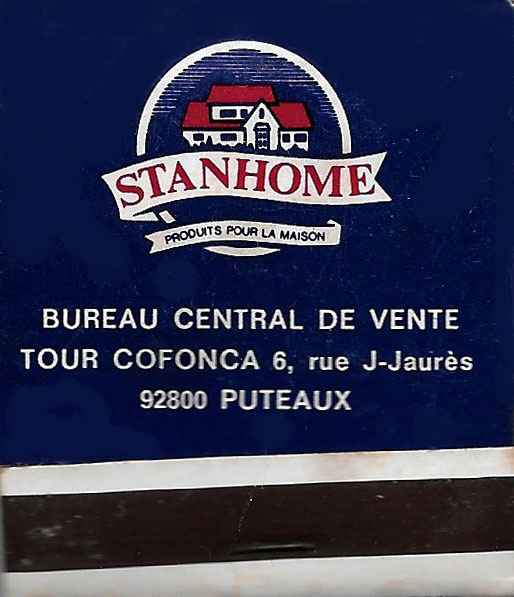 STANHOME
PRODUITS POUR LA MAISON
BUREAU CENTRAL DE VENTE
TOUR COFONCA 6, rue J-Jaurès
92800 PUTEAUX